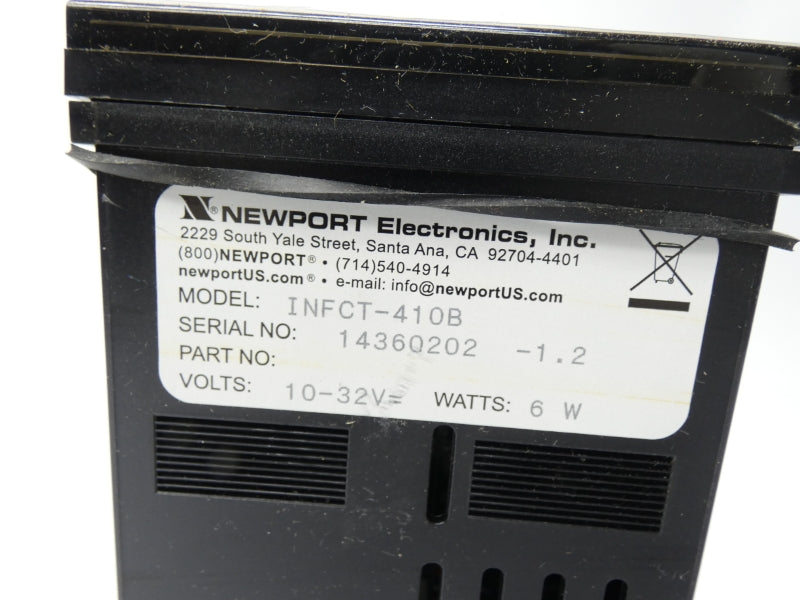 N® NEWPORT Electronics, Inc.
2229 South Yale Street, Santa Ana, CA 92704-4401
(800)NEWPORT® • (714)540-4914
newportUS.com® • e-mail: info@newportUS.com
MODEL: INFCT-410B
SERIAL NO: 14360202 -1.2
PART NO:
VOLTS: 10-32V⎓ WATTS: 6 W